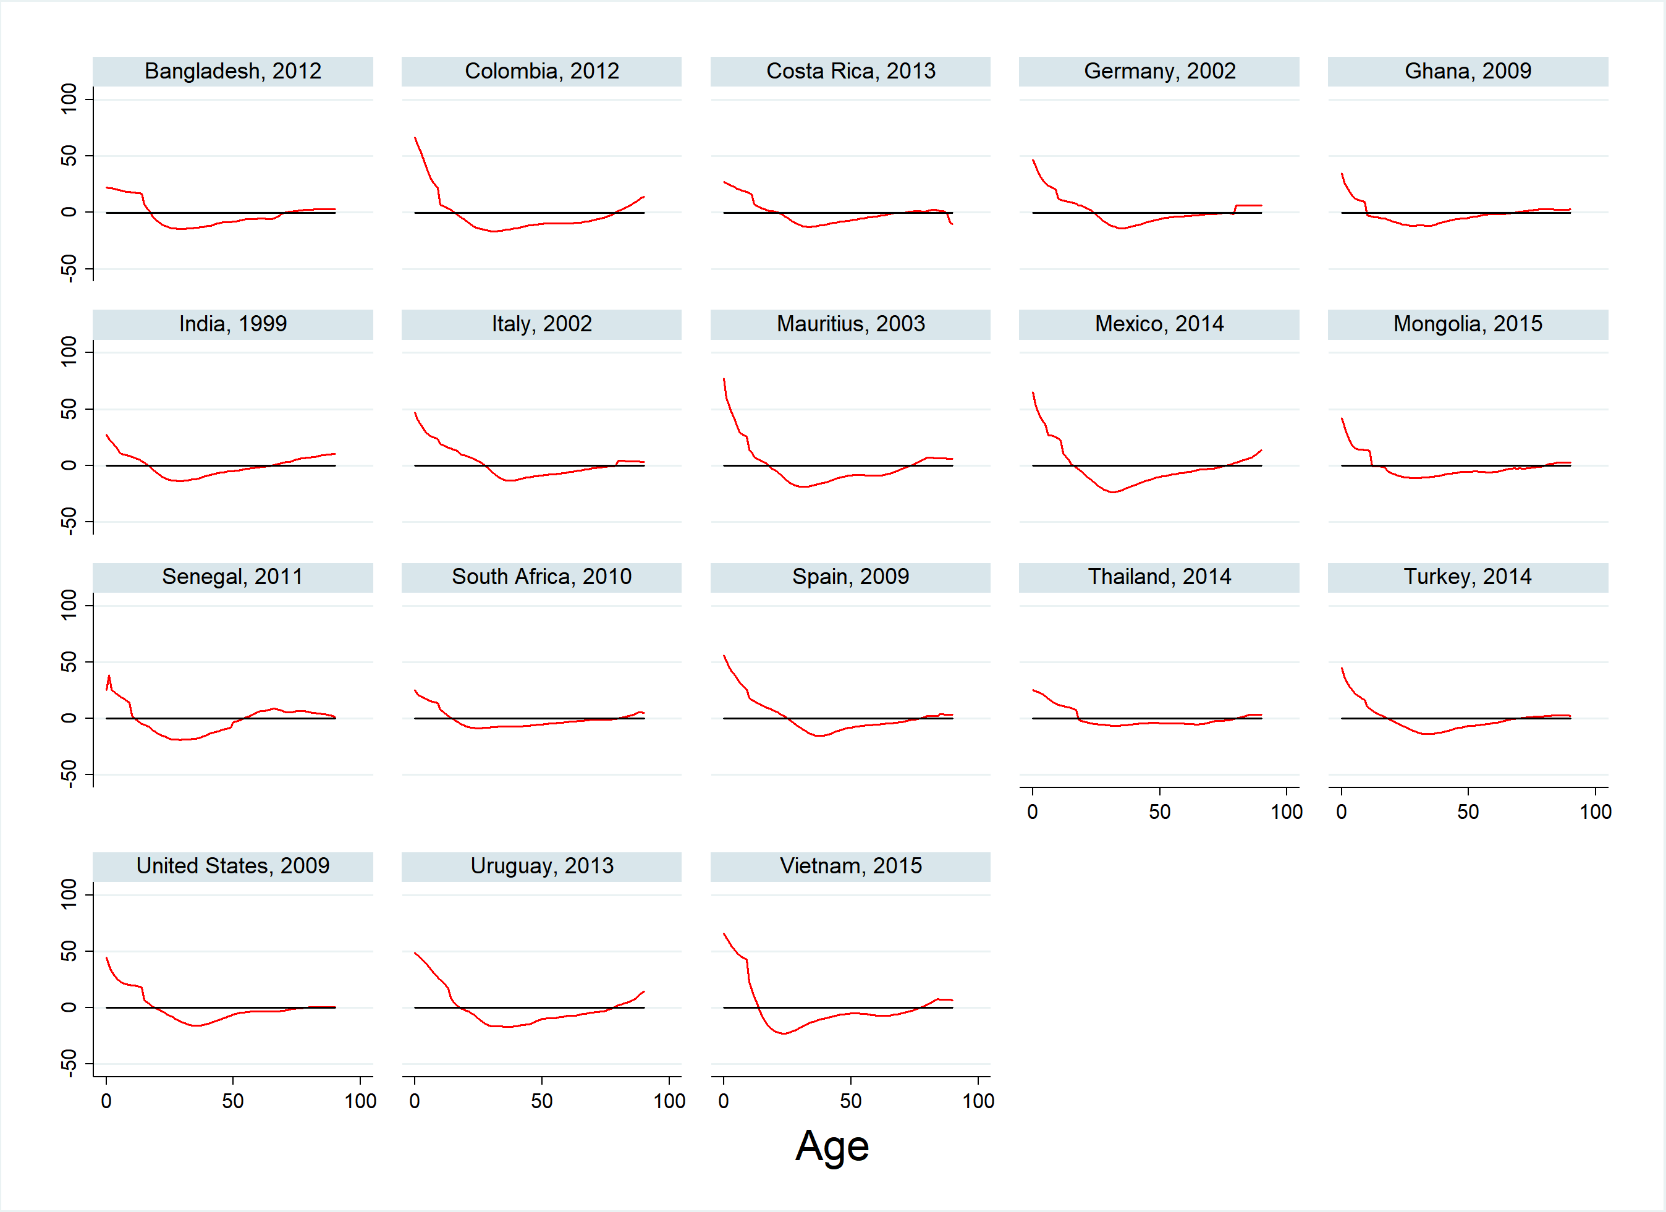 Bangladesh, 2012 Colombia, 2012 Costa Rica, 2013 Germany, 2002 Ghana, 2009
100
50
0
-50
India, 1999 Italy, 2002 Mauritius, 2003 Mexico, 2014 Mongolia, 2015
100
50
0
-50
Senegal, 2011 South Africa, 2010 Spain, 2009 Thailand, 2014 Turkey, 2014
100
50
0
-50
0 50 100 0 50 100
United States, 2009 Uruguay, 2013 Vietnam, 2015
100
50
0
-50
0 50 100 0 50 100 0 50 100
Age